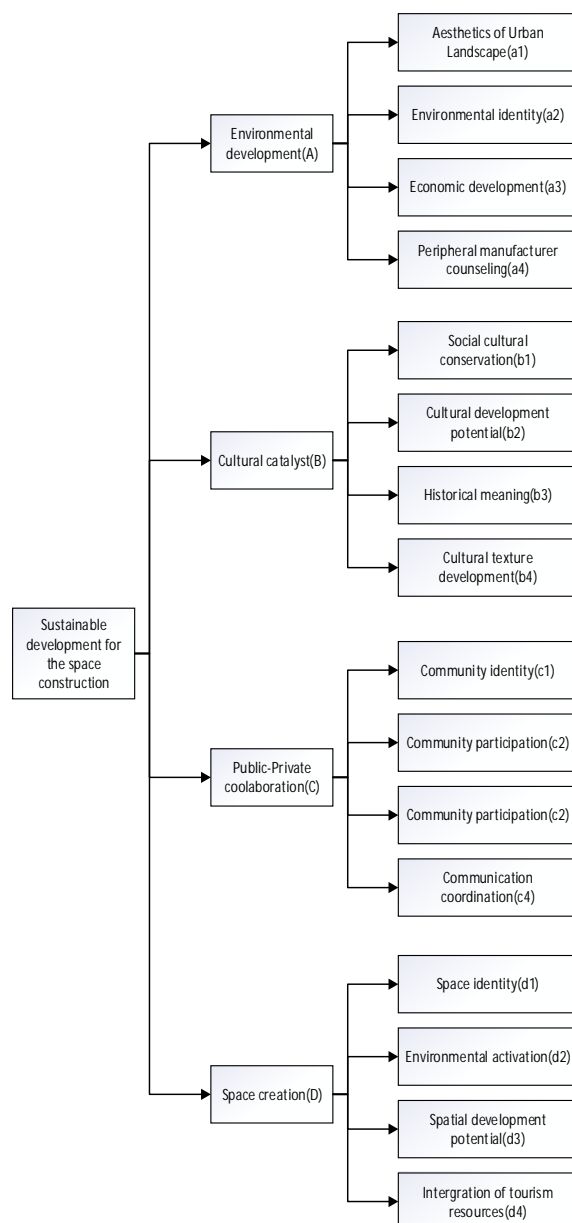 Aesthetics of Urban
Landscape(a1)
Environmental
development(A)
Environmental identity(a2)
Economic development(a3)
Peripheral manufacturer
counseling(a4)
Social cultural
conservation(b1)
Cultural development
potential(b2)
Cultural catalyst(B)
Historical meaning(b3)
Cultural texture
development(b4)
Sustainable
development for
the space
construction
Community identity(c1)
Community participation(c2)
Public-Private
coolaboration(C)
Community participation(c2)
Communication
coordination(c4)
Space identity(d1)
Environmental activation(d2)
Space creation(D)
Spatial development
potential(d3)
Intergration of tourism
resources(d4)